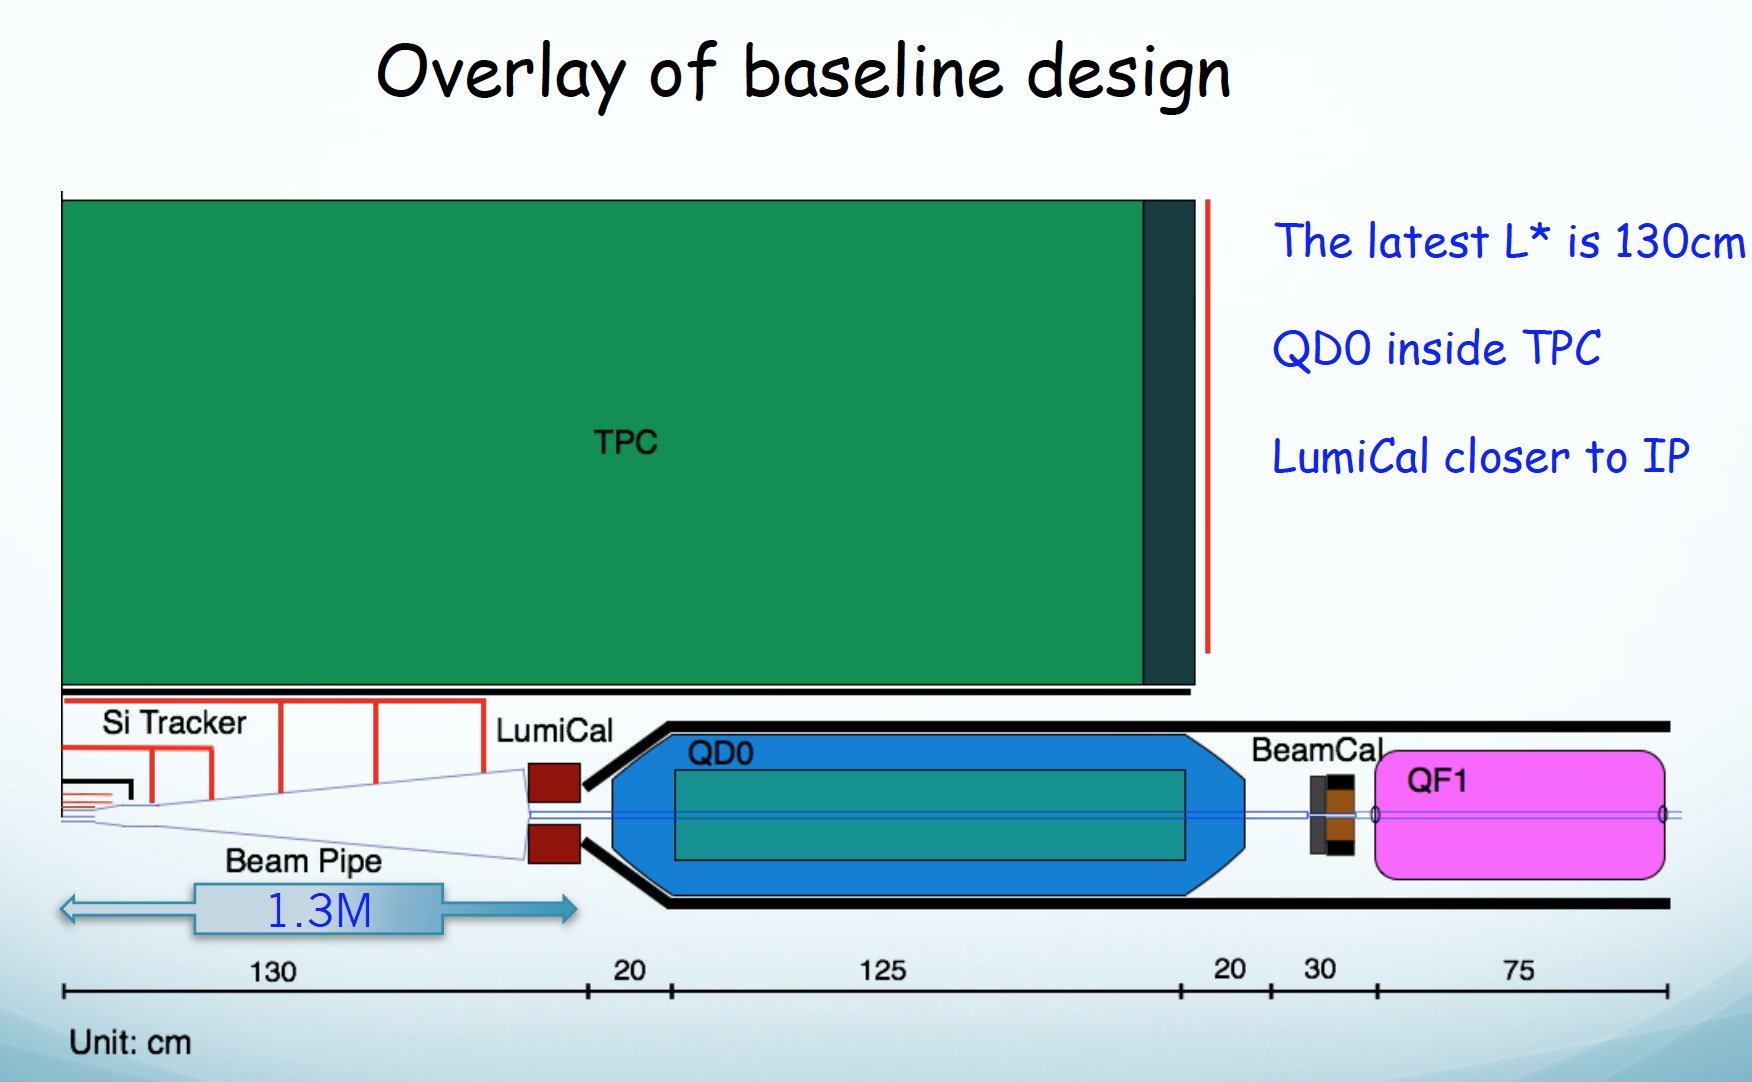 Overlay of baseline design
The latest L* is 130cm
QD0 inside TPC
TPC
LumiCal closer to IP
Si Tracker
LumiCal
QD0
BeamCal
QF1
Beam Pipe
1.3M
130 20 125 20 30 75
Unit: cm